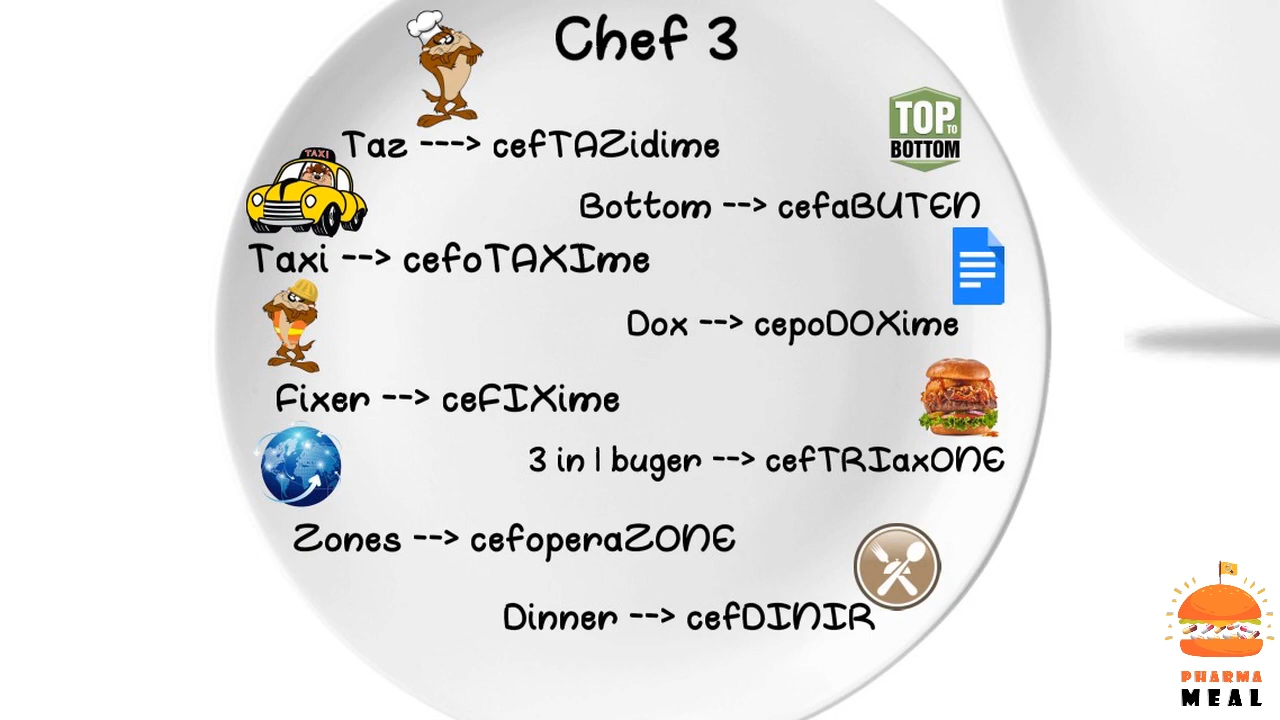 Chef 3
TOP TO
BOTTOM
Taz ---> cefTAZidime
TAXI
Bottom --> cefaBUTEN
Taxi --> cefoTAXIme
Dox --> cepoDOXime
Fixer --> ceFIXime
3 in 1 buger --> cefTRIaxONE
Zones --> cefoperaZONE
Dinner --> cefDINIR
PHARMA
MEAL